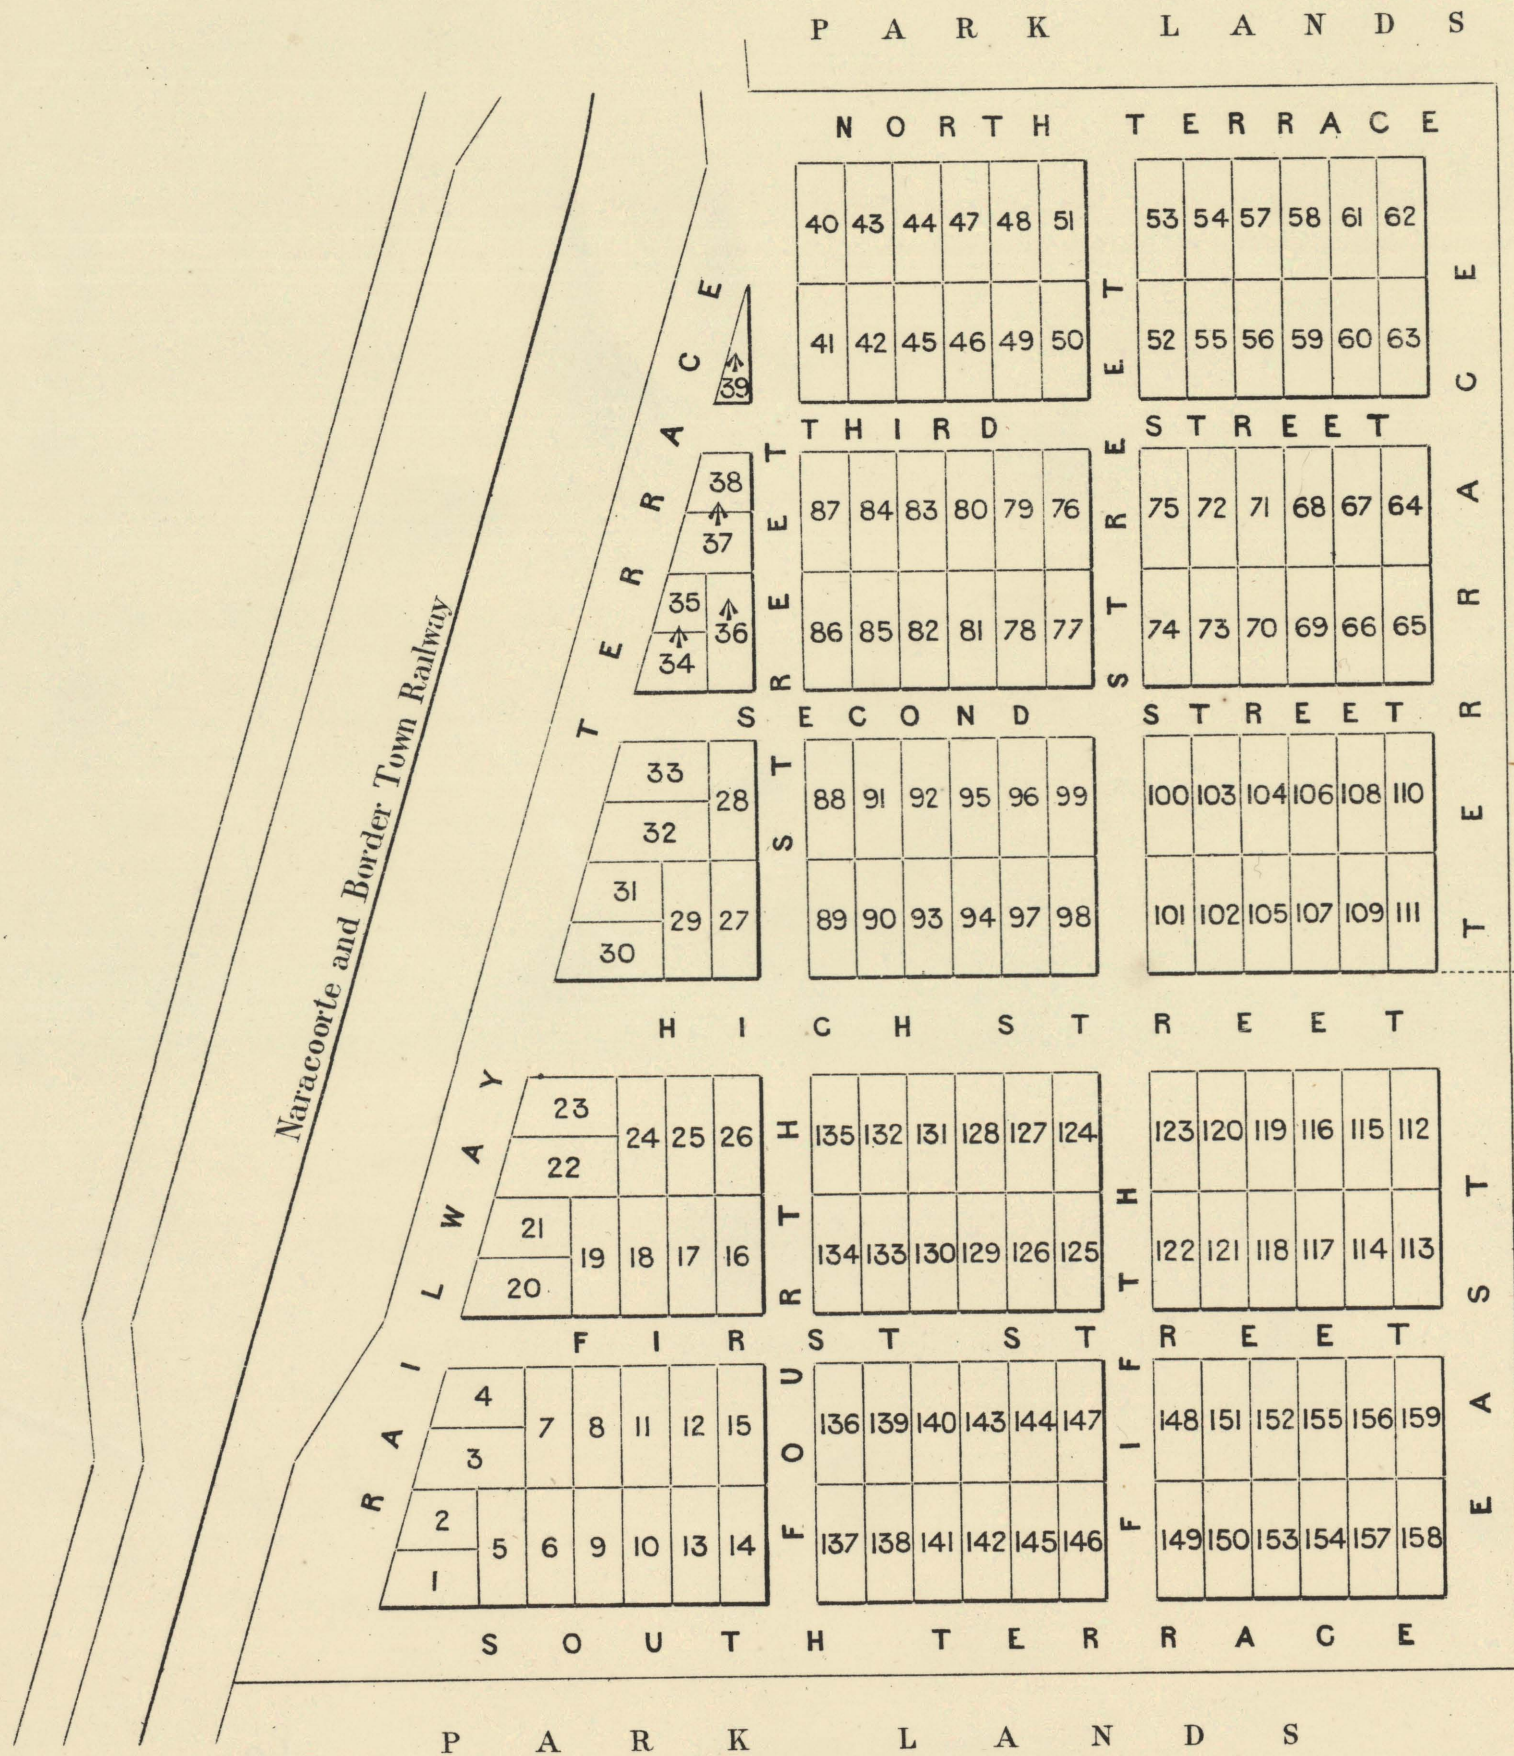 PARK LANDS
NORTH TERRACE
40 43 44 47 48 51 53 54 57 58 61 62
39 41 42 45 46 49 50 52 55 56 59 60 63
THIRD STREET
38 87 84 83 80 79 76 75 72 71 68 67 64
37
35 36 86 85 82 81 78 77 74 73 70 69 66 65
34
SECOND STREET
33 28 88 91 92 95 96 99 100 103 104 106 108 110
32
31 29 27 89 90 93 94 97 98 101 102 105 107 109 111
30
HIGH STREET
23 24 25 26 135 132 131 128 127 124 123 120 119 116 115 112
22
21 19 18 17 16 134 133 130 129 126 125 122 121 118 117 114 113
20
FIRST STREET
4 7 8 11 12 15 136 139 140 143 144 147 148 151 152 155 156 159
3
2 5 6 9 10 13 14 137 138 141 142 145 146 149 150 153 154 157 158
1
SOUTH TERRACE
PARK LANDS
Naracoorte and Border Town Railway
RAILWAY TERRACE
FOURTH STREET
FIFTH STREET
EAST TERRACE